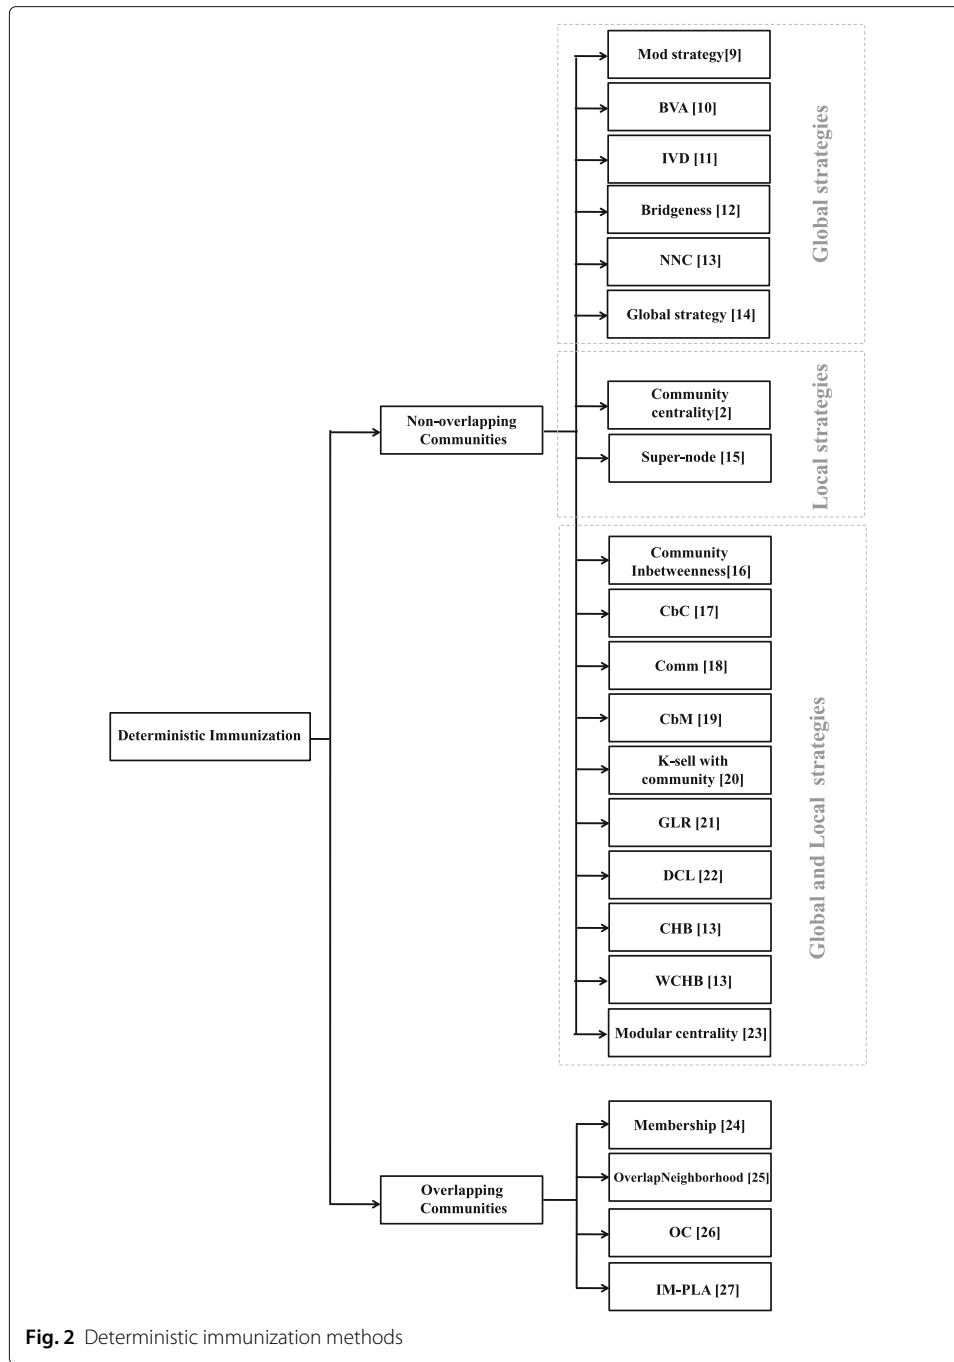 Mod strategy[9]
BVA [10]
IVD [11]
Bridgeness [12]
NNC [13]
Global strategy [14]
Global strategies
Community
centrality[2]
Super-node [15]
Local strategies
Non-overlapping
Communities
Community
Inbetweenness[16]
CbC [17]
Comm [18]
CbM [19]
K-sell with
community [20]
GLR [21]
DCL [22]
CHB [13]
WCHB [13]
Modular centrality [23]
Global and Local strategies
Deterministic Immunization
Membership [24]
OverlapNeighborhood [25]
OC [26]
IM-PLA [27]
Overlapping
Communities
Fig. 2 Deterministic immunization methods